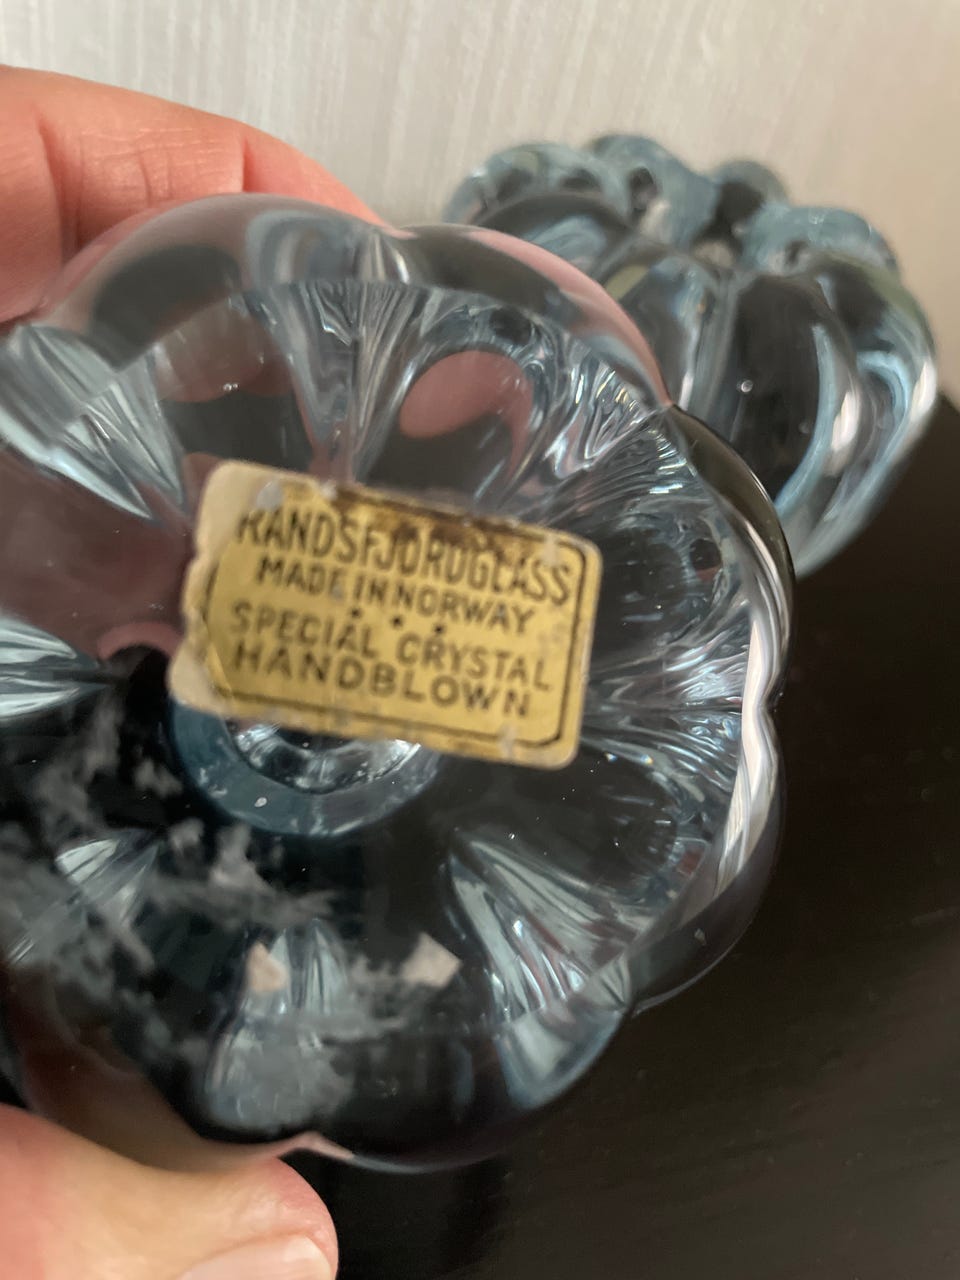 RANDSFJORDGLASS
MADE IN NORWAY
SPECIAL CRYSTAL
HANDBLOWN